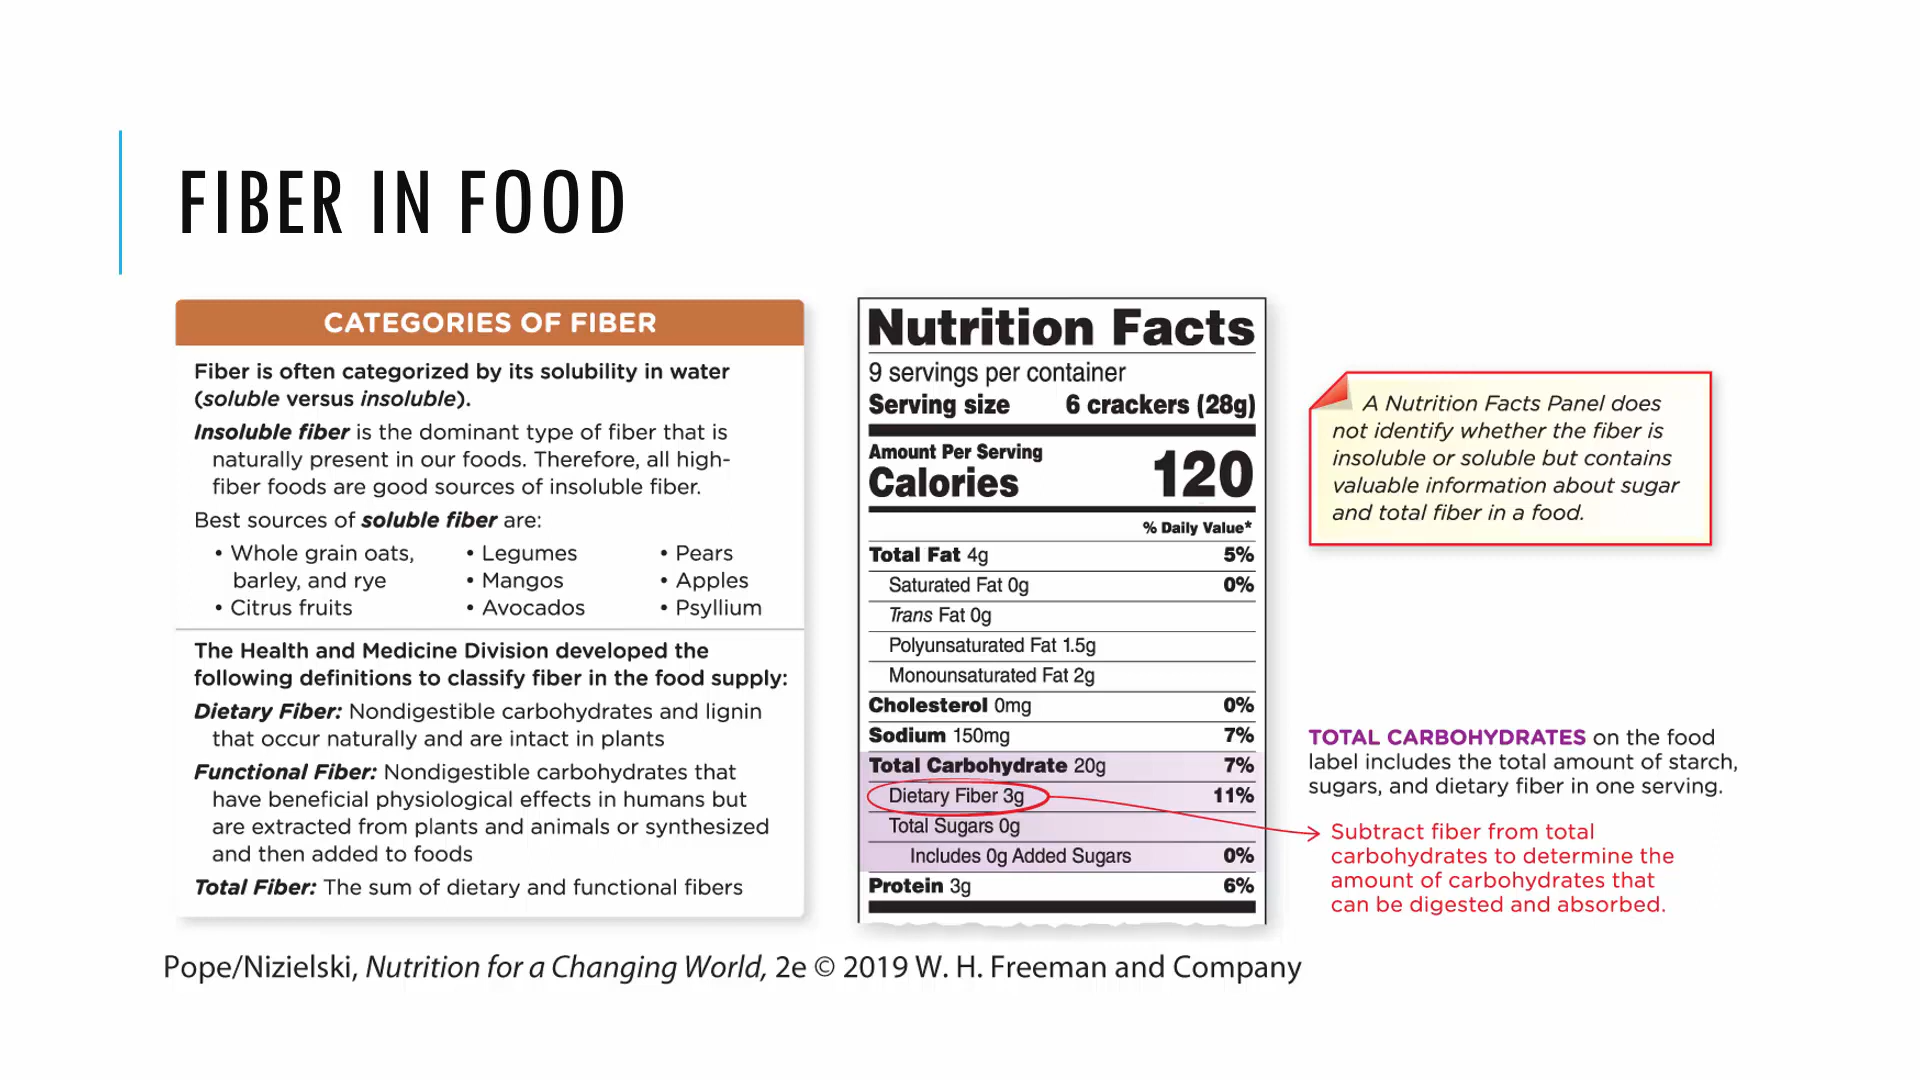 FIBER IN FOOD
CATEGORIES OF FIBER
Fiber is often categorized by its solubility in water
(soluble versus insoluble).
Insoluble fiber is the dominant type of fiber that is
naturally present in our foods. Therefore, all high-
fiber foods are good sources of insoluble fiber.
Best sources of soluble fiber are:
• Whole grain oats,
barley, and rye
• Citrus fruits
• Legumes
• Mangos
• Avocados
• Pears
• Apples
• Psyllium
The Health and Medicine Division developed the
following definitions to classify fiber in the food supply:
Dietary Fiber: Nondigestible carbohydrates and lignin
that occur naturally and are intact in plants
Functional Fiber: Nondigestible carbohydrates that
have beneficial physiological effects in humans but
are extracted from plants and animals or synthesized
and then added to foods
Total Fiber: The sum of dietary and functional fibers
Nutrition Facts
9 servings per container
Serving size 6 crackers (28g)
Amount Per Serving
Calories 120
% Daily Value*
Total Fat 4g 5%
Saturated Fat 0g 0%
Trans Fat 0g
Polyunsaturated Fat 1.5g
Monounsaturated Fat 2g
Cholesterol 0mg 0%
Sodium 150mg 7%
Total Carbohydrate 20g 7%
Dietary Fiber 3g 11%
Total Sugars 0g
Includes 0g Added Sugars 0%
Protein 3g 6%
A Nutrition Facts Panel does
not identify whether the fiber is
insoluble or soluble but contains
valuable information about sugar
and total fiber in a food.
TOTAL CARBOHYDRATES on the food
label includes the total amount of starch,
sugars, and dietary fiber in one serving.
Subtract fiber from total
carbohydrates to determine the
amount of carbohydrates that
can be digested and absorbed.
Pope/Nizielski, Nutrition for a Changing World, 2e © 2019 W. H. Freeman and Company